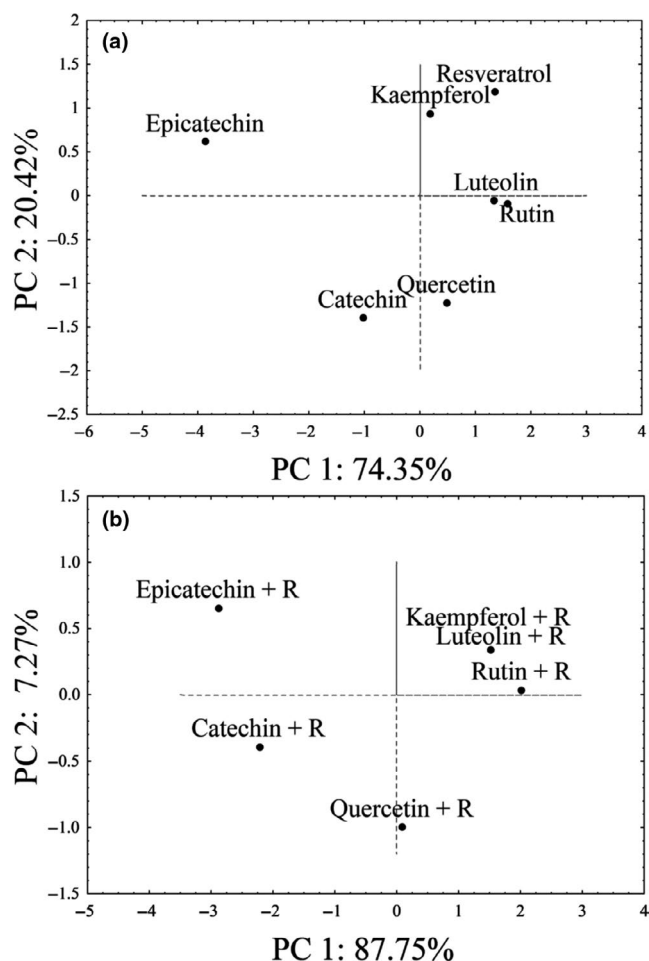 (a)
2
1.5
1
0.5
0
−0.5
−1
−1.5
−2
−2.5
PC 2: 20.42%
Resveratrol
Kaempferol
Epicatechin
Luteolin
Rutin
Quercetin
Catechin
−6 −5 −4 −3 −2 −1 0 1 2 3 4
PC 1: 74.35%
(b)
1.5
1.0
0.5
0.0
−0.5
−1.0
−1.5
PC 2: 7.27%
Epicatechin + R
Kaempferol + R
Luteolin + R
Rutin + R
Catechin + R
Quercetin + R
−5 −4 −3 −2 −1 0 1 2 3 4
PC 1: 87.75%